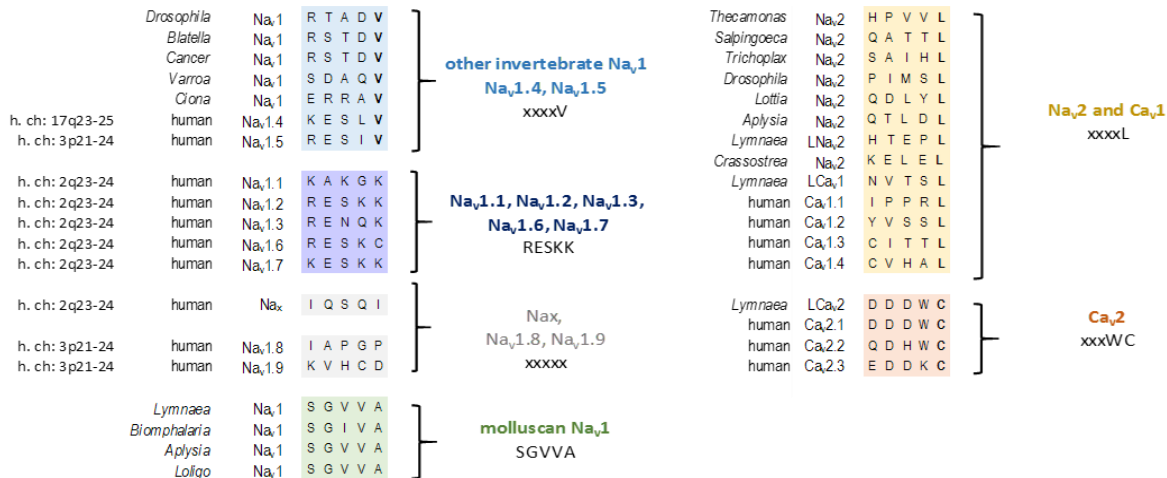 Drosophila Nav1 R T A D V
Blatella Nav1 R S T D V
Cancer Nav1 R S T D V
Varroa Nav1 S D A Q V
Ciona Nav1 E R R A V
h. ch: 17q23-25 human Nav1.4 K E S L V
h. ch: 3p21-24 human Nav1.5 R E S I V
other invertebrate Nav1
Nav1.4, Nav1.5
xxxxV
h. ch: 2q23-24 human Nav1.1 K A K G K
h. ch: 2q23-24 human Nav1.2 R E S K K
h. ch: 2q23-24 human Nav1.3 R E N Q K
h. ch: 2q23-24 human Nav1.6 R E S K C
h. ch: 2q23-24 human Nav1.7 K E S K K
Nav1.1, Nav1.2, Nav1.3,
Nav1.6, Nav1.7
RESKK
h. ch: 2q23-24 human Nax I Q S Q I
h. ch: 3p21-24 human Nav1.8 I A P G P
h. ch: 3p21-24 human Nav1.9 K V H C D
Nax,
Nav1.8, Nav1.9
xxxxx
Lymnaea Nav1 S G V V A
Biomphalaria Nav1 S G I V A
Aplysia Nav1 S G V V A
Loligo Nav1 S G V V A
molluscan Nav1
SGVVA
Thecamonas Nav2 H P V V L
Salpingoeca Nav2 Q A T T L
Trichoplax Nav2 S A I H L
Drosophila Nav2 P I M S L
Lottia Nav2 Q D L Y L
Aplysia Nav2 Q T L D L
Lymnaea LNav2 H T E P L
Crassostrea Nav2 K E L E L
Lymnaea LCav1 N V T S L
human Cav1.1 I P P R L
human Cav1.2 Y V S S L
human Cav1.3 C I T T L
human Cav1.4 C V H A L
Nav2 and Cav1
xxxxL
Lymnaea LCav2 D D D W C
human Cav2.1 D D D W C
human Cav2.2 Q D H W C
human Cav2.3 E D D K C
Cav2
xxxWC